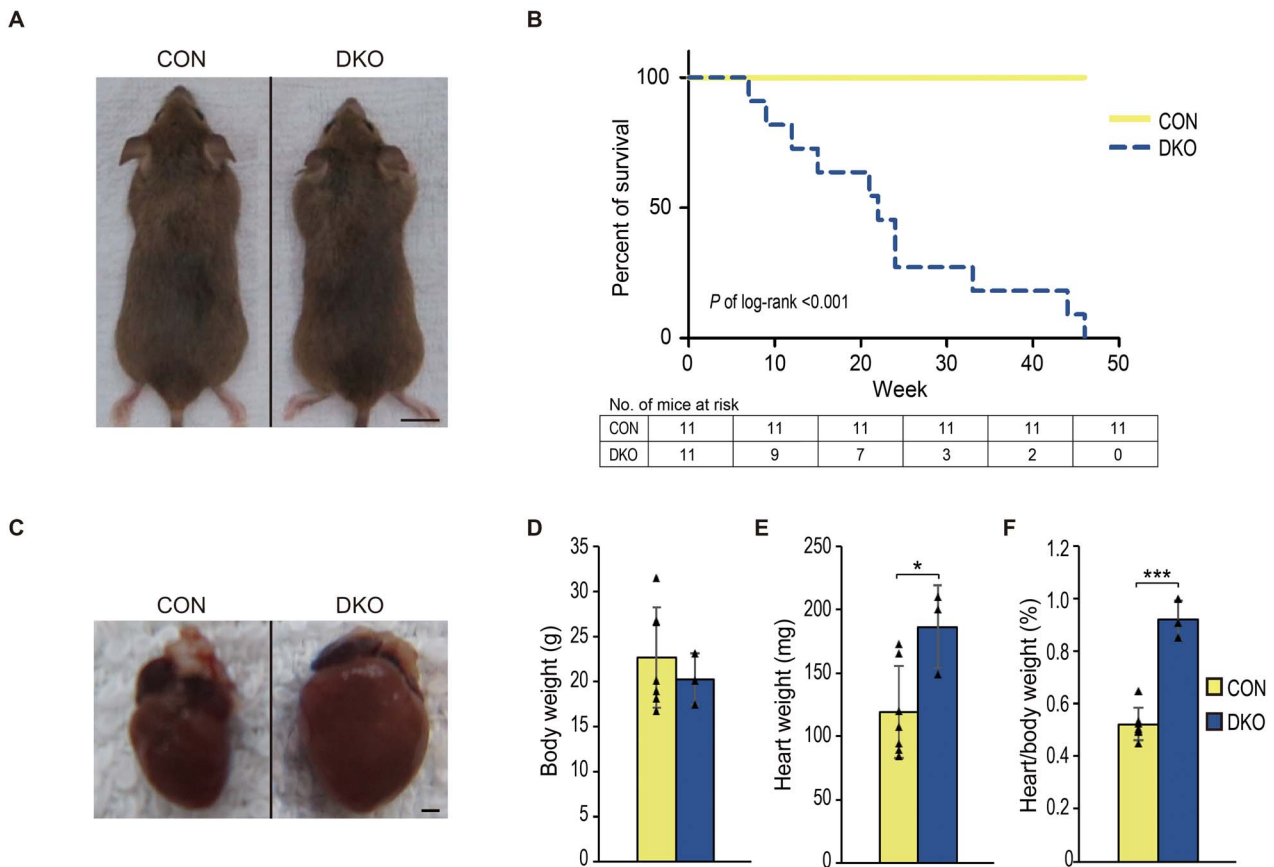 A
CON DKO
B
100
50
0
0 10 20 30 40 50
Percent of survival
Week
P of log-rank <0.001
CON
DKO
No. of mice at risk
CON 11 11 11 11 11 11
DKO 11 9 7 3 2 0
C
CON DKO
D
35
30
25
20
15
10
5
0
Body weight (g)
E
250
200
150
100
50
0
Heart weight (mg)
*
F
1.2
1.0
0.8
0.6
0.4
0.2
0
Heart/body weight (%)
***
CON
DKO